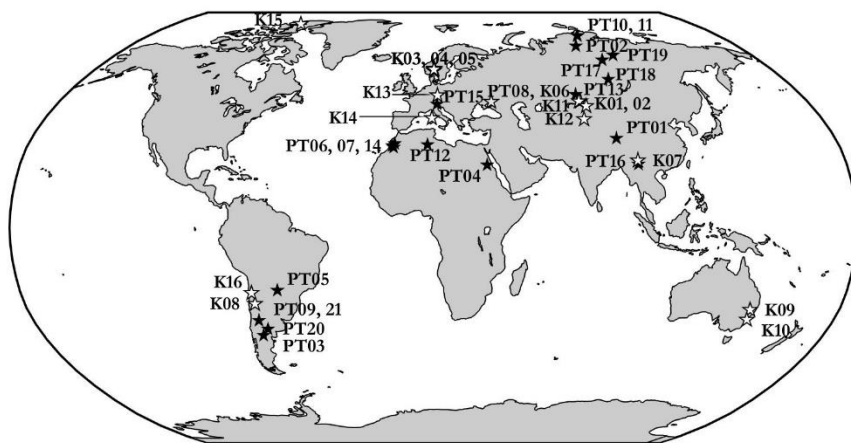 K15
PT10, 11
K03, 04, 05
PT02
PT19
PT17
PT18
K13
PT15
PT08, K06
PT13
K11
K01, 02
K14
K12
PT01
PT06, 07, 14
PT12
PT16
K07
PT04
K16
PT05
K08
PT09, 21
K09
PT20
K10
PT03